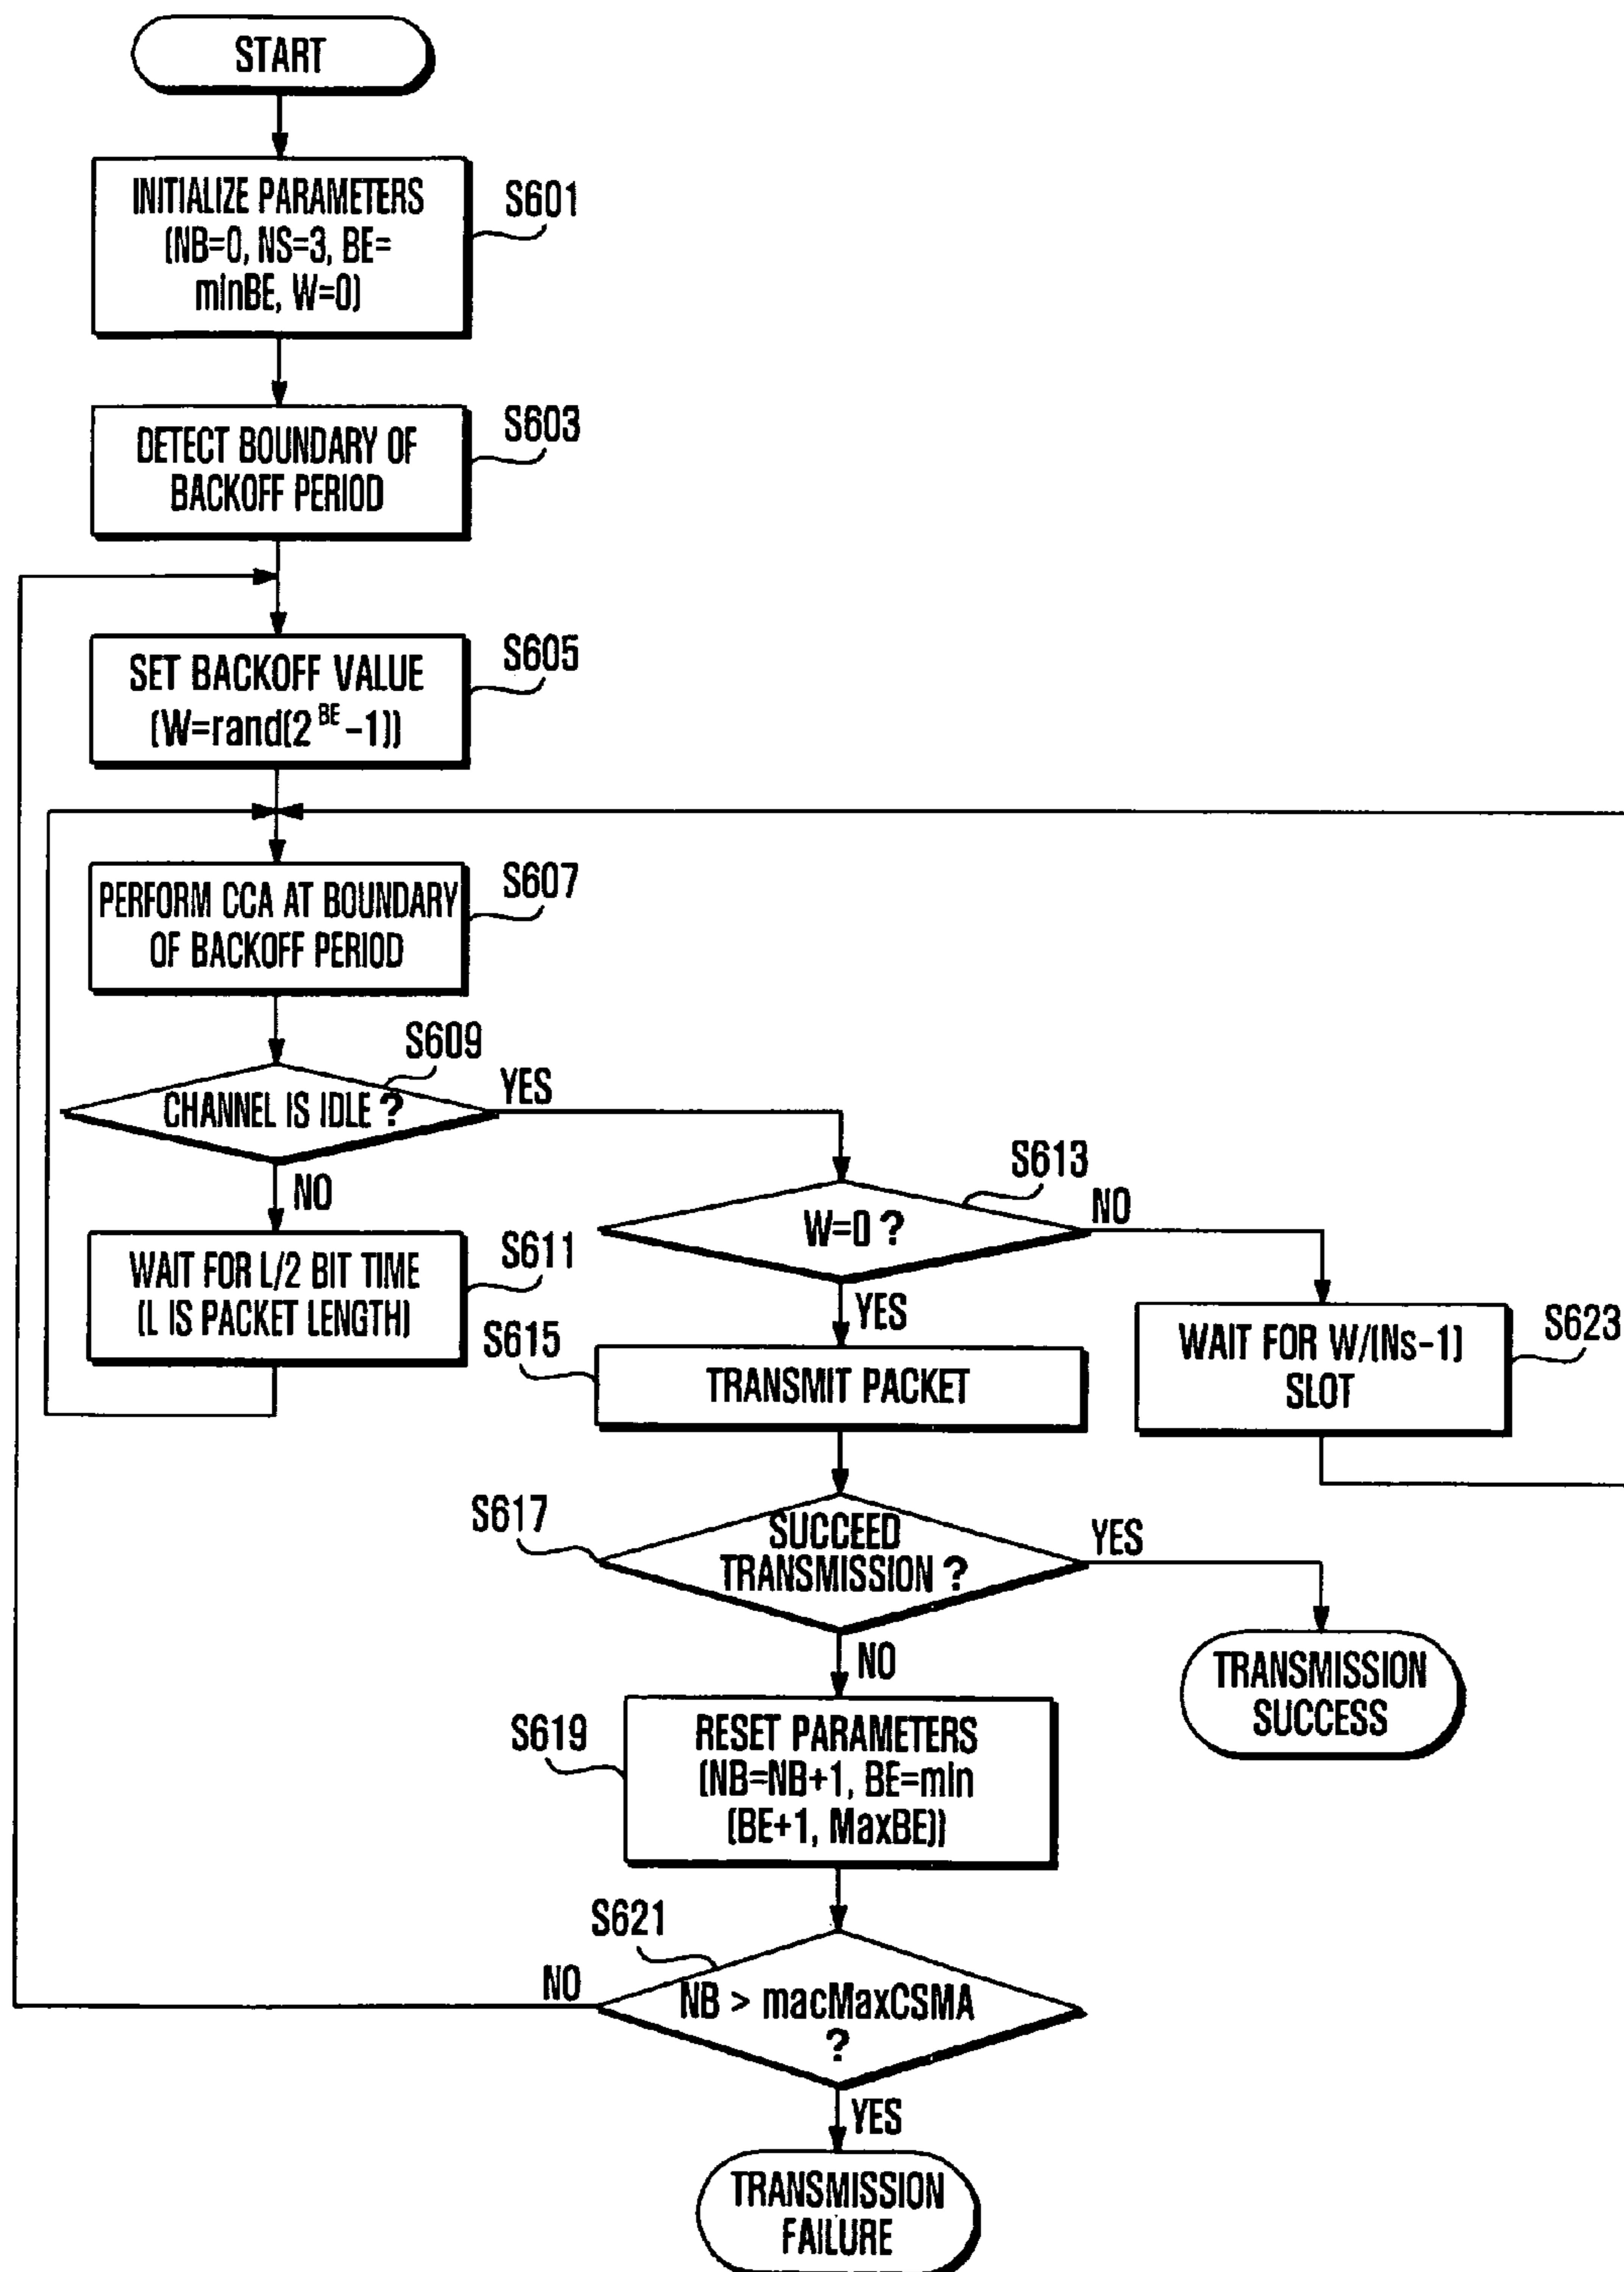 START
INITIALIZE PARAMETERS
(NB=0, NS=3, BE=
minBE, W=0)
S601
DETECT BOUNDARY OF
BACKOFF PERIOD
S603
SET BACKOFF VALUE
(W=rand(2^BE-1))
S605
PERFORM CCA AT BOUNDARY
OF BACKOFF PERIOD
S607
CHANNEL IS IDLE ?
S609
YES
NO
WAIT FOR L/2 BIT TIME
(L IS PACKET LENGTH)
S611
W=0 ?
S613
NO
YES
S615
TRANSMIT PACKET
WAIT FOR W/(Ns-1)
SLOT
S623
S617
SUCCEED
TRANSMISSION ?
YES
NO
TRANSMISSION
SUCCESS
S619
RESET PARAMETERS
(NB=NB+1, BE=min
(BE+1, MaxBE))
S621
NO
NB > macMaxCSMA
?
YES
TRANSMISSION
FAILURE